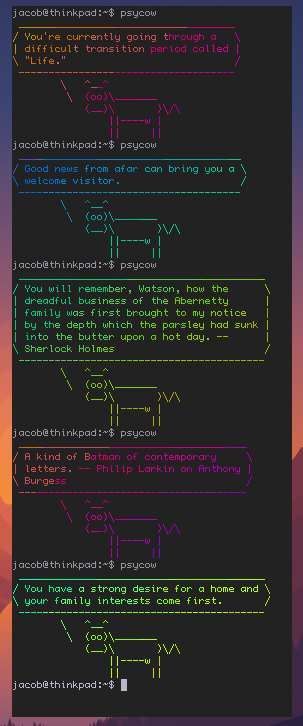 jacob@thinkpad:~$ psycow
 _______________________________________
/ You're currently going through a      \
| difficult transition period called    |
\ "Life."                               /
 ---------------------------------------
        \   ^__^
         \  (oo)\_______
            (__)\       )\/\
                ||----w |
                ||     ||
jacob@thinkpad:~$ psycow
 ________________________________________
/ Good news from afar can bring you a    \
\ welcome visitor.                       /
 ----------------------------------------
        \   ^__^
         \  (oo)\_______
            (__)\       )\/\
                ||----w |
                ||     ||
jacob@thinkpad:~$ psycow
 _________________________________________
/ You will remember, Watson, how the      \
| dreadful business of the Abernetty      |
| family was first brought to my notice   |
| by the depth which the parsley had sunk |
| into the butter upon a hot day. --      |
\ Sherlock Holmes                         /
 -----------------------------------------
        \   ^__^
         \  (oo)\_______
            (__)\       )\/\
                ||----w |
                ||     ||
jacob@thinkpad:~$ psycow
 ______________________________________
/ A kind of Batman of contemporary     \
| letters. -- Philip Larkin on Anthony |
\ Burgess                              /
 --------------------------------------
        \   ^__^
         \  (oo)\_______
            (__)\       )\/\
                ||----w |
                ||     ||
jacob@thinkpad:~$ psycow
 _________________________________________
/ You have a strong desire for a home and \
\ your family interests come first.       /
 -----------------------------------------
        \   ^__^
         \  (oo)\_______
            (__)\       )\/\
                ||----w |
                ||     ||
jacob@thinkpad:~$